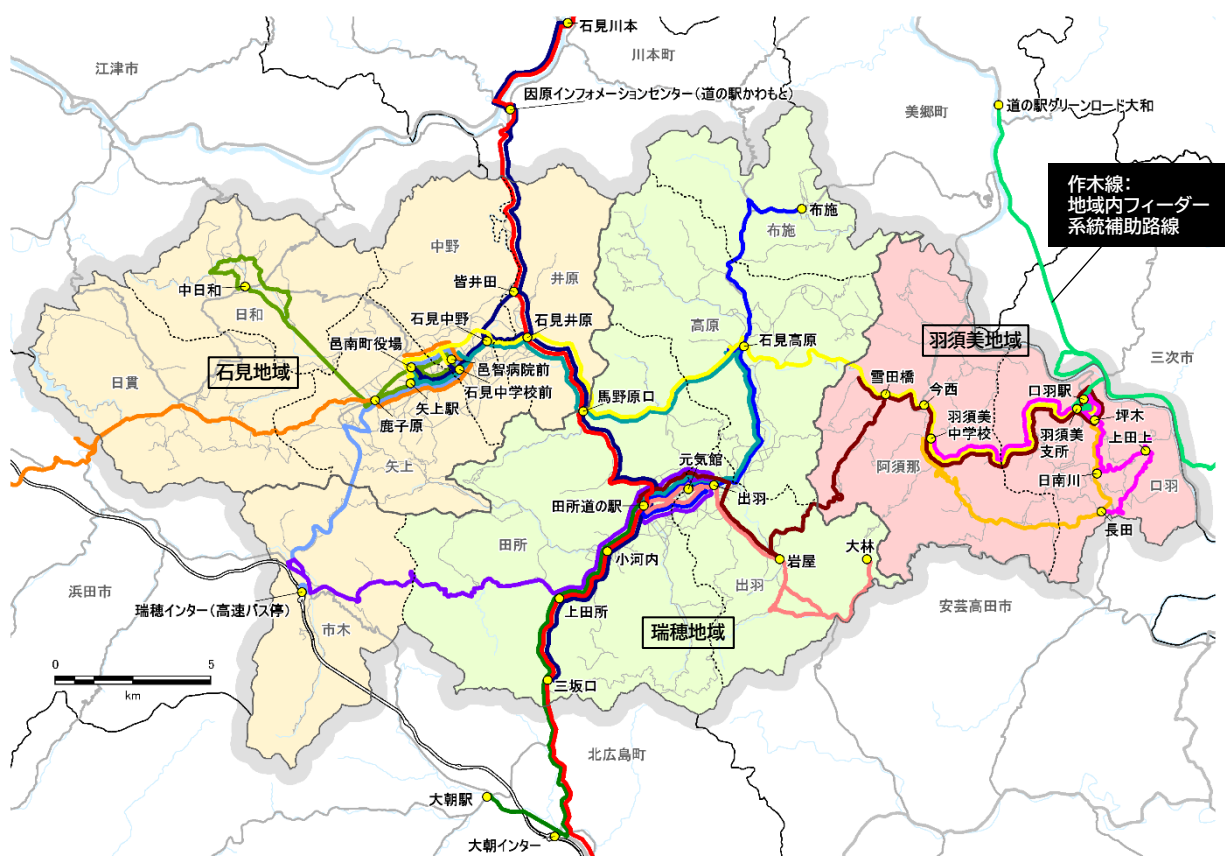 石見川本
川本町
江津市
因原インフォメーションセンター(道の駅かわもと)
美郷町
道の駅グリーンロード大和
作木線：
地域内フィーダー
系統補助路線
布施
布施
中野
井原
皆井田
中日和
日和
石見中野
石見井原
邑南町役場
高原
石見高原
羽須美地域
三次市
石見地域
日貫
邑智病院前
石見中学校前
矢上駅
鹿子原
馬野原口
雪田橋
今西
口羽駅
坪木
羽須美
中学校
羽須美
支所
上田上
矢上
元気館
阿須那
日南川
口羽
田所道の駅
出羽
長田
田所
小河内
岩屋
大林
出羽
浜田市
瑞穂インター(高速バス停)
上田所
安芸高田市
市木
瑞穂地域
0
5
km
三坂口
北広島町
大朝駅
大朝インター